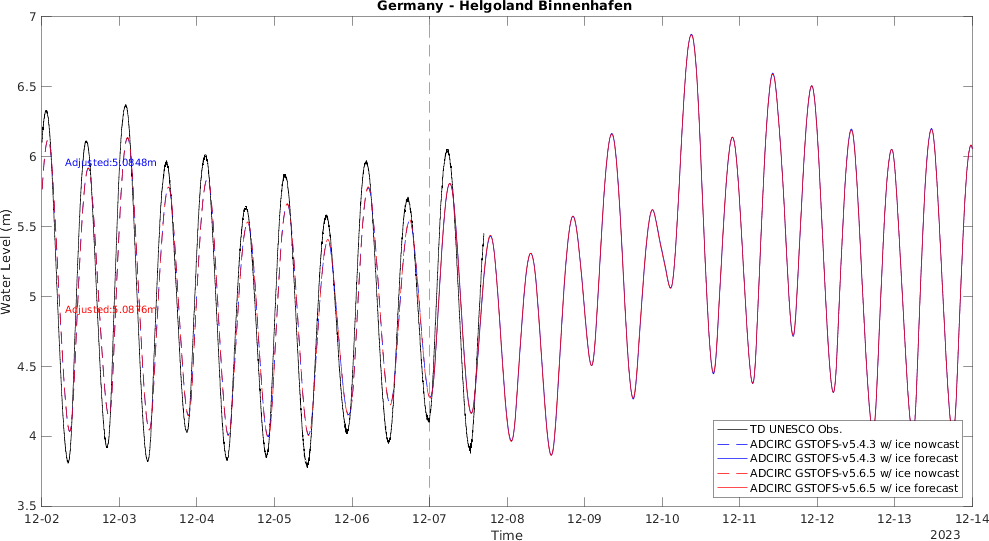 Germany - Helgoland Binnenhafen
7
6.5
6
5.5
5
4.5
4
3.5
Water Level (m)
Adjusted:5.0848m
Adjusted:5.0876m
TD UNESCO Obs.
ADCIRC GSTOFS-v5.4.3 w/ ice nowcast
ADCIRC GSTOFS-v5.4.3 w/ ice forecast
ADCIRC GSTOFS-v5.6.5 w/ ice nowcast
ADCIRC GSTOFS-v5.6.5 w/ ice forecast
12-02 12-03 12-04 12-05 12-06 12-07 12-08 12-09 12-10 12-11 12-12 12-13 12-14
Time
2023